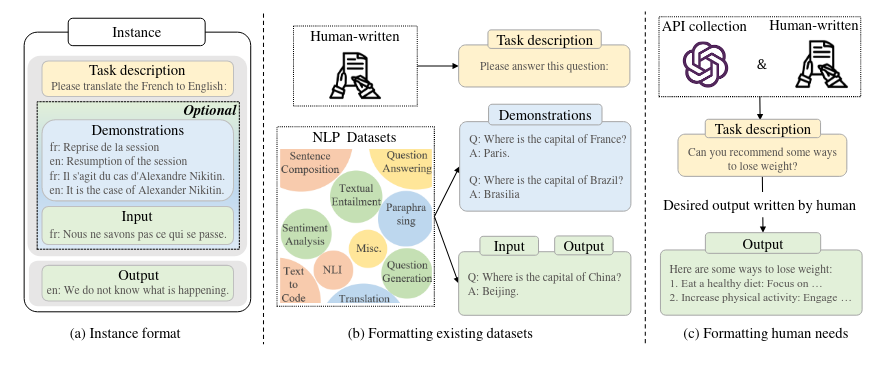 Instance
Task description
Please translate the French to English:
Optional
Demonstrations
fr: Reprise de la session
en: Resumption of the session
fr: Il s'agit du cas d'Alexandre Nikitin.
en: It is the case of Alexander Nikitin.
Input
fr: Nous ne savons pas ce qui se passe.
Output
en: We do not know what is happening.
(a) Instance format
Human-written
Task description
Please answer this question:
NLP Datasets
Sentence
Composition
Question
Answering
Textual
Entailment
Paphra
sing
Sentiment
Analysis
Misc.
NLI
Question
Generation
Text
to
Code
Translation
Demonstrations
Q: Where is the capital of France?
A: Paris.
Q: Where is the capital of Brazil?
A: Brasilia
Input
Output
Q: Where is the capital of China?
A: Beijing.
(b) Formatting existing datasets
API collection
&
Human-written
Task description
Can you recommend some ways
to lose weight?
Desired output written by human
Output
Here are some ways to lose weight:
1. Eat a healthy diet: Focus on …
2. Increase physical activity: Engage …
(c) Formatting human needs